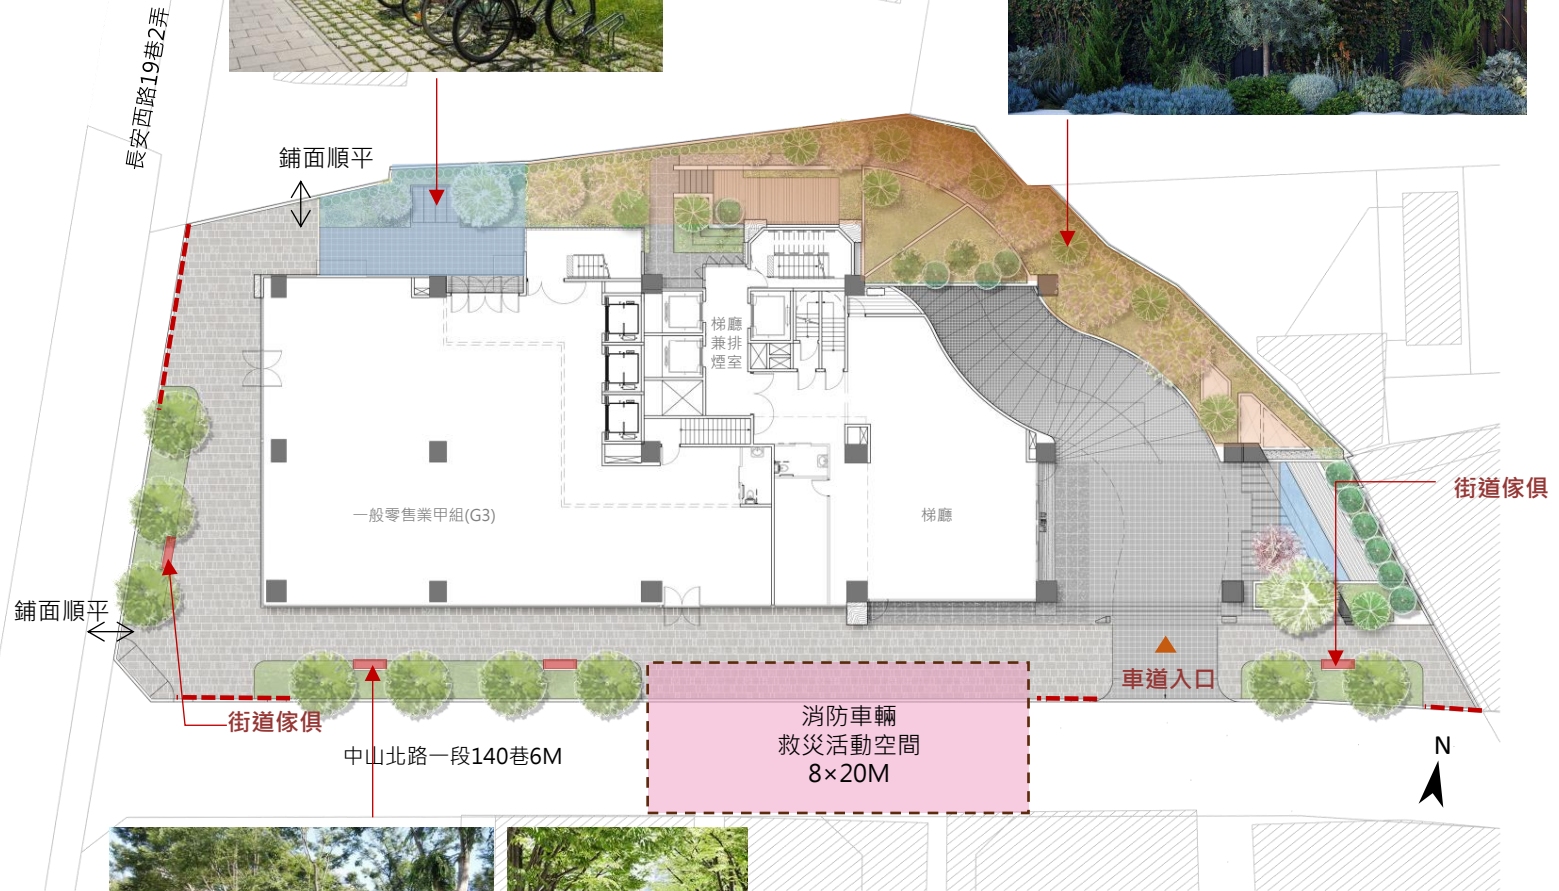 長安西路19巷2弄
鋪面順平
梯廳
兼排
煙室
一般零售業甲組(G3)
梯廳
街道傢俱
鋪面順平
車道入口
街道傢俱
消防車輛
救災活動空間
8×20M
中山北路一段140巷6M
N